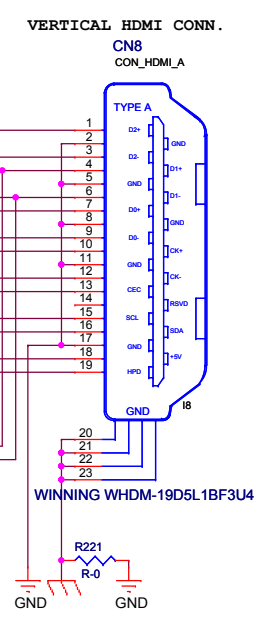 VERTICAL HDMI CONN.
CN8
CON_HDMI_A
TYPE A
1
D2+
2
GND
3
D2-
4
D1+
5
GND
6
D1-
7
D0+
8
GND
9
D0-
10
CK+
11
GND
12
CK-
13
CEC
14
RSVD
15
SCL
16
SDA
17
GND
18
+5V
19
HPD
GND
I8
20
21
22
23
WINNING WHDM-19D5L1BF3U4
R221
R-0
GND
GND